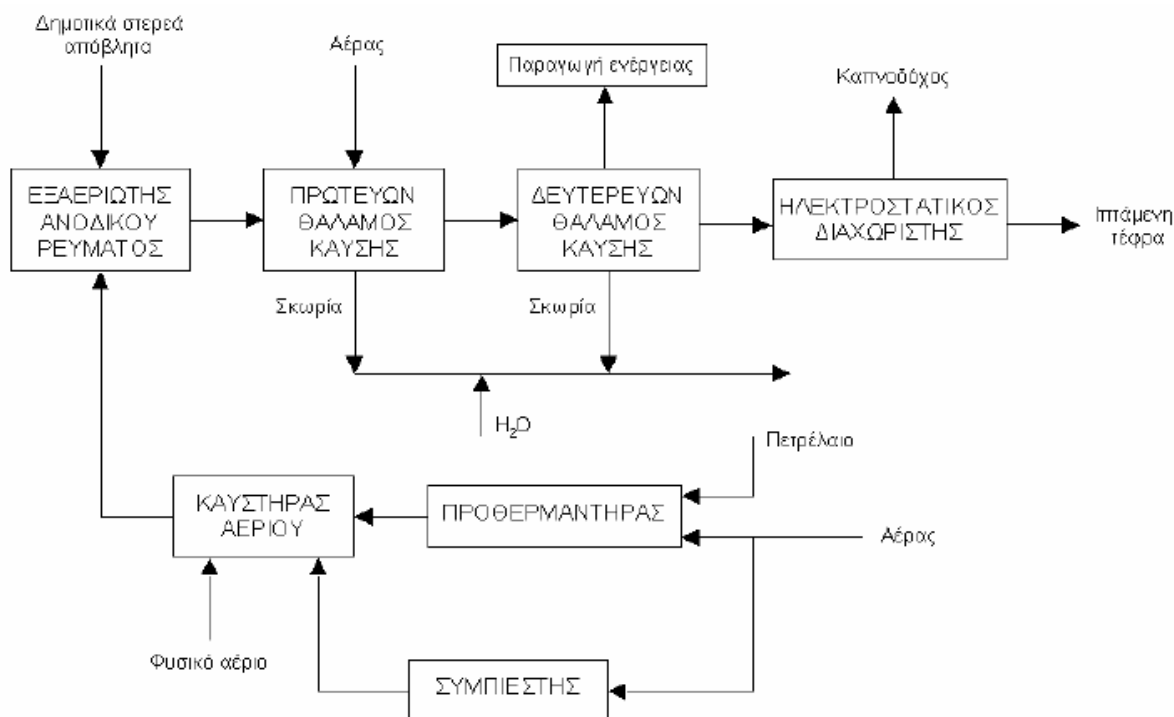 Δημοτικά στερεά
απόβλητα
Αέρας
Παραγωγή ενέργειας
Καπνοδόχος
ΕΞΑΕΡΙΩΤΗΣ
ΑΝΟΔΙΚΟΥ
ΡΕΥΜΑΤΟΣ
ΠΡΩΤΕΥΩΝ
ΘΑΛΑΜΟΣ
ΚΑΥΣΗΣ
ΔΕΥΤΕΡΕΥΩΝ
ΘΑΛΑΜΟΣ
ΚΑΥΣΗΣ
ΗΛΕΚΤΡΟΣΤΑΤΙΚΟΣ
ΔΙΑΧΩΡΙΣΤΗΣ
Ιπτάμενη
τέφρα
Σκωρία
Σκωρία
H₂O
Πετρέλαιο
ΚΑΥΣΤΗΡΑΣ
ΑΕΡΙΟΥ
ΠΡΟΘΕΡΜΑΝΤΗΡΑΣ
Αέρας
Φυσικό αέριο
ΣΥΜΠΙΕΣΤΗΣ